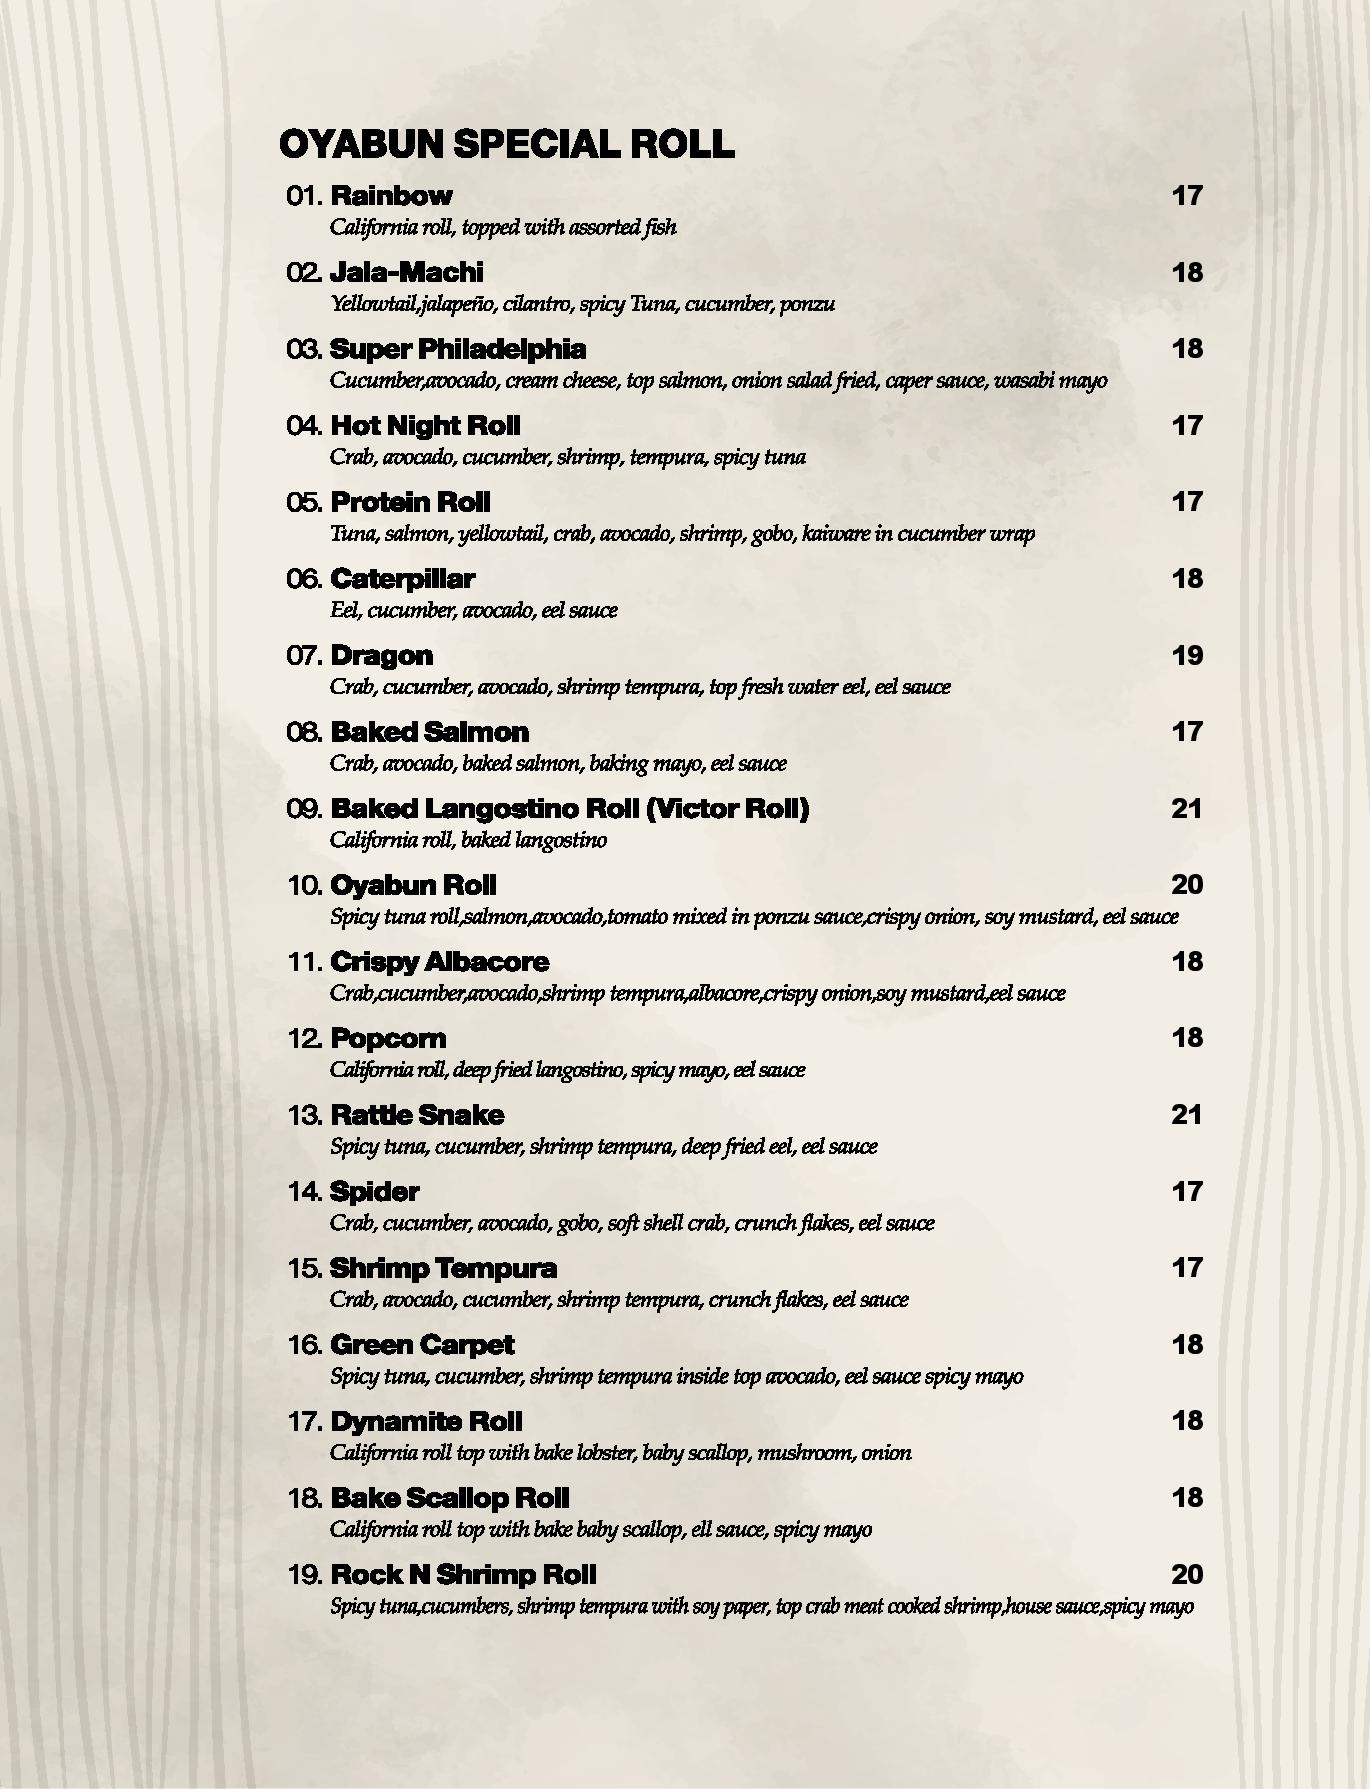 OYABUN SPECIAL ROLL
01. Rainbow 17
California roll, topped with assorted fish
02. Jala-Machi 18
Yellowtail,jalapeño, cilantro, spicy Tuna, cucumber, ponzu
03. Super Philadelphia 18
Cucumber,avocado, cream cheese, top salmon, onion salad fried, caper sauce, wasabi mayo
04. Hot Night Roll 17
Crab, avocado, cucumber, shrimp, tempura, spicy tuna
05. Protein Roll 17
Tuna, salmon, yellowtail, crab, avocado, shrimp, gobo, kaiware in cucumber wrap
06. Caterpillar 18
Eel, cucumber, avocado, eel sauce
07. Dragon 19
Crab, cucumber, avocado, shrimp tempura, top fresh water eel, eel sauce
08. Baked Salmon 17
Crab, avocado, baked salmon, baking mayo, eel sauce
09. Baked Langostino Roll (Victor Roll) 21
California roll, baked langostino
10. Oyabun Roll 20
Spicy tuna roll,salmon,avocado,tomato mixed in ponzu sauce,crispy onion, soy mustard, eel sauce
11. Crispy Albacore 18
Crab,cucumber,avocado,shrimp tempura,albacore,crispy onion,soy mustard,eel sauce
12. Popcorn 18
California roll, deep fried langostino, spicy mayo, eel sauce
13. Rattle Snake 21
Spicy tuna, cucumber, shrimp tempura, deep fried eel, eel sauce
14. Spider 17
Crab, cucumber, avocado, gobo, soft shell crab, crunch flakes, eel sauce
15. Shrimp Tempura 17
Crab, avocado, cucumber, shrimp tempura, crunch flakes, eel sauce
16. Green Carpet 18
Spicy tuna, cucumber, shrimp tempura inside top avocado, eel sauce spicy mayo
17. Dynamite Roll 18
California roll top with bake lobster, baby scallop, mushroom, onion
18. Bake Scallop Roll 18
California roll top with bake baby scallop, ell sauce, spicy mayo
19. Rock N Shrimp Roll 20
Spicy tuna,cucumbers, shrimp tempura with soy paper, top crab meat cooked shrimp,house sauce,spicy mayo